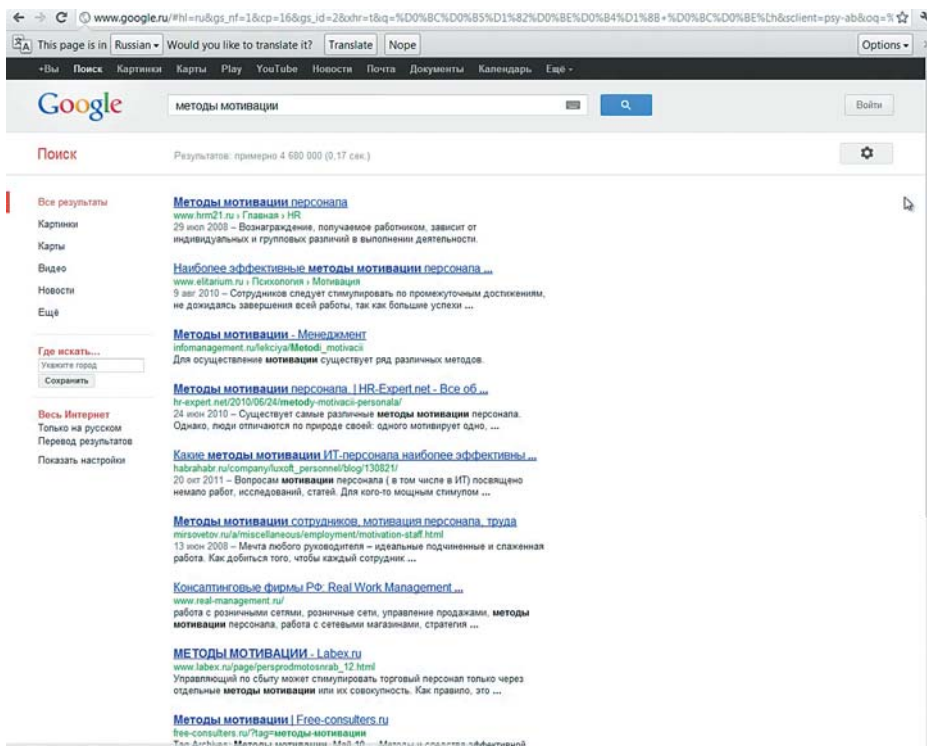 www.google.ru/#hl=ru&gs_nf=1&cp=16&gs_id=2&xhr=t&q=%D0%BC%D0%B5%D1%82%D0%BE%D0%B4%D1%8B+%D0%BC%D0%BE%
This page is in Russian Would you like to translate it? Translate Nope Options
+Вы Поиск Картинки Карты Play YouTube Новости Почта Документы Календарь Ещё
Google методы мотивации Войти
Поиск Результатов: примерно 4 680 000 (0,17 сек.)
Все результаты
Картинки
Карты
Видео
Новости
Ещё
Где искать...
Укажите город
Сохранить
Весь Интернет
Только на русском
Перевод результатов
Показать настройки
Методы мотивации персонала
www.hrm21.ru › Главная › HR
29 июл 2008 – Вознаграждение, получаемое работником, зависит от
индивидуальных и групповых различий в выполнении деятельности.
Наиболее эффективные методы мотивации персонала ...
www.elitarium.ru › Психология › Мотивация
9 авг 2010 – Сотрудников следует стимулировать по промежуточным достижениям,
не дожидаясь завершения всей работы, так как большие успехи ...
Методы мотивации - Менеджмент
infomanagement.ru/lekciya/Metodi_motivacii
Для осуществление мотивации существует ряд различных методов.
Методы мотивации персонала. | HR-Expert.net - Все об ...
hr-expert.net/2010/06/24/metody-motivacii-personala/
24 июн 2010 – Существует самые различные методы мотивации персонала.
Однако, люди отличаются по природе своей: одного мотивирует одно, ...
Какие методы мотивации ИТ-персонала наиболее эффективны ...
habrahabr.ru/company/luxoft_personnel/blog/130821/
20 окт 2011 – Вопросам мотивации персонала ( в том числе в ИТ) посвящено
немало работ, исследований, статей. Для кого-то мощным стимулом ...
Методы мотивации сотрудников, мотивация персонала, труда
mirsovetov.ru/a/miscellaneous/employment/motivation-staff.html
13 июн 2008 – Мечта любого руководителя – идеальные подчиненные и слаженная
работа. Как добиться того, чтобы каждый сотрудник ...
Консалтинговые фирмы РФ: Real Work Management ...
www.real-management.ru/
работа с розничными сетями, розничные сети, управление продажами, методы
мотивации персонала, работа с сетевыми магазинами, стратегия ...
МЕТОДЫ МОТИВАЦИИ - Labex.ru
www.labex.ru/page/persprodmotosnrab_12.html
Управляющий по сбыту может стимулировать торговый персонал только через
отдельные методы мотивации или их совокупность. Как правило, это ...
Методы мотивации | Free-consulters.ru
free-consulters.ru/?tag=методы-мотивации